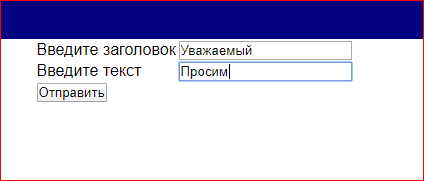 Введите заголовок Уважаемый
Введите текст Просим
Отправить